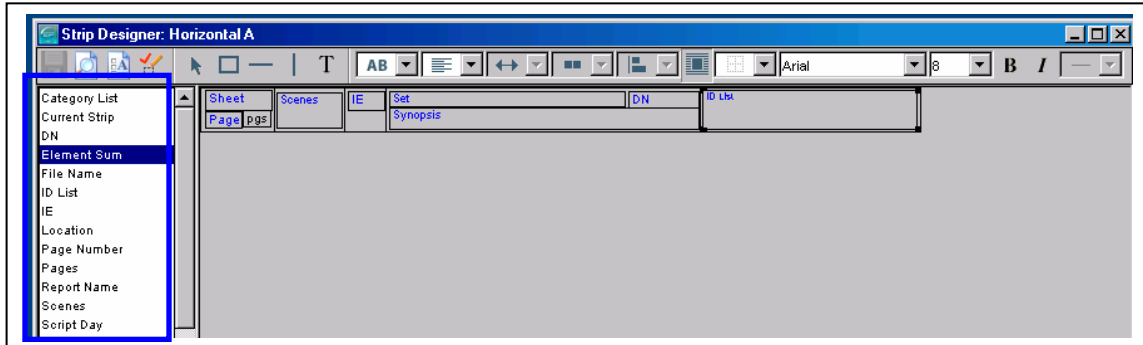 Strip Designer: Horizontal A
A T AB Arial 8 B I
Category List
Current Strip
DN
Element Sum
File Name
ID List
IE
Location
Page Number
Pages
Report Name
Scenes
Script Day
Sheet Scenes IE Set DN ID List
Page pgs Synopsis